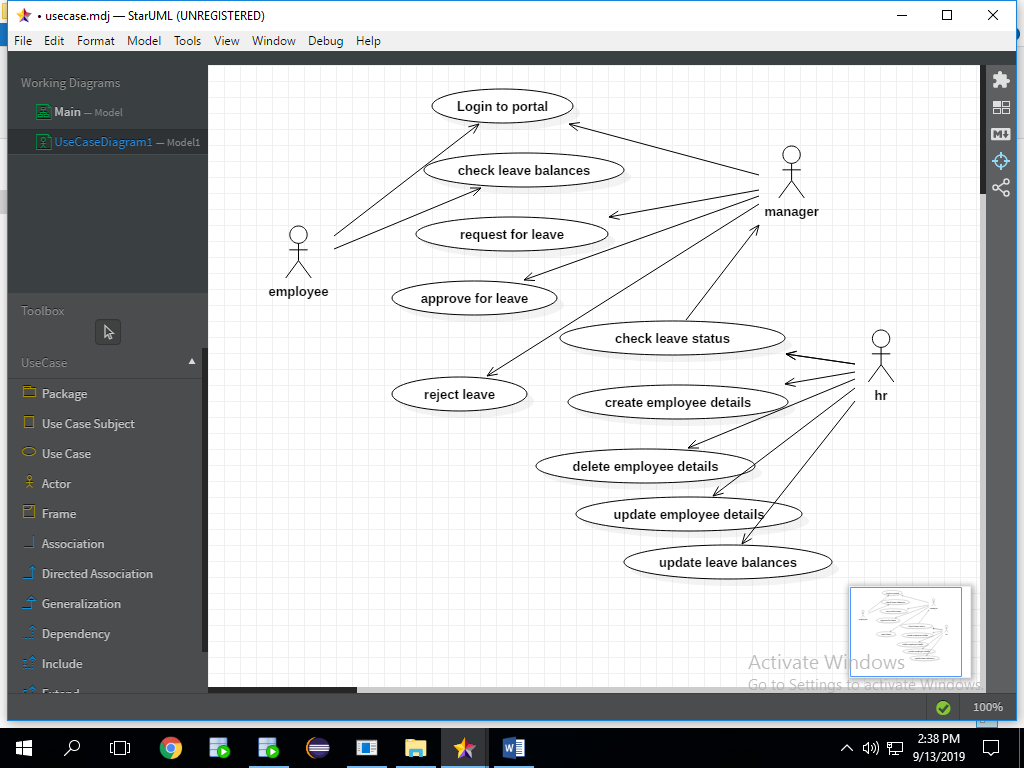 • usecase.mdj — StarUML (UNREGISTERED)
File Edit Format Model Tools View Window Debug Help
Working Diagrams
Main — Model
UseCaseDiagram1 — Model1
Toolbox
UseCase
Package
Use Case Subject
Use Case
Actor
Frame
Association
Directed Association
Generalization
Dependency
Include
Extend
Login to portal
check leave balances
request for leave
approve for leave
reject leave
employee
manager
check leave status
hr
create employee details
delete employee details
update employee details
update leave balances
M
Activate Windows
Go to Settings to activate Windows.
100%
W
2:38 PM
9/13/2019